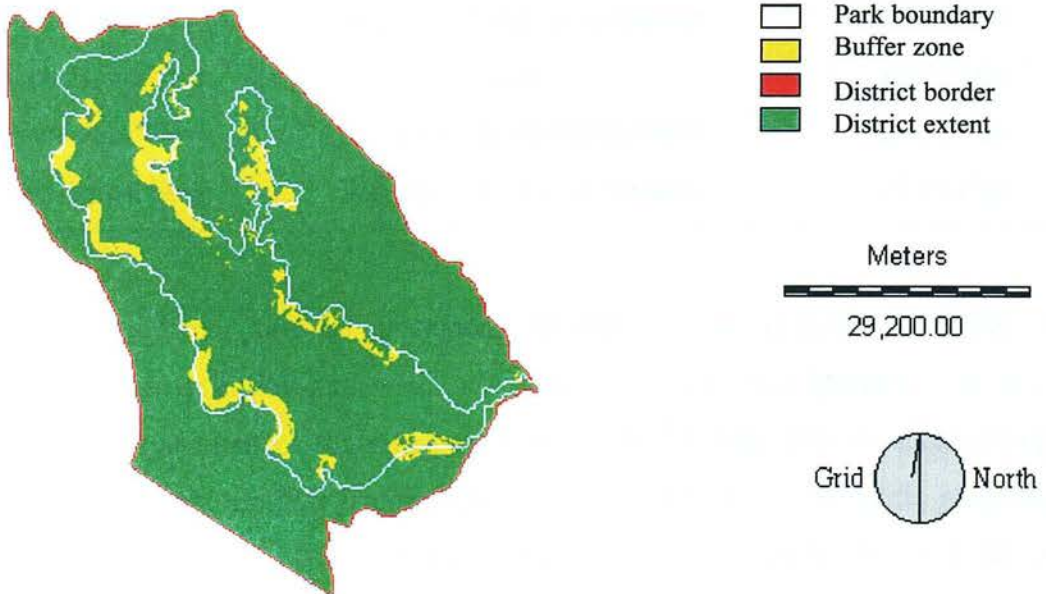 Park boundary
Buffer zone
District border
District extent
Meters
29,200.00
Grid North